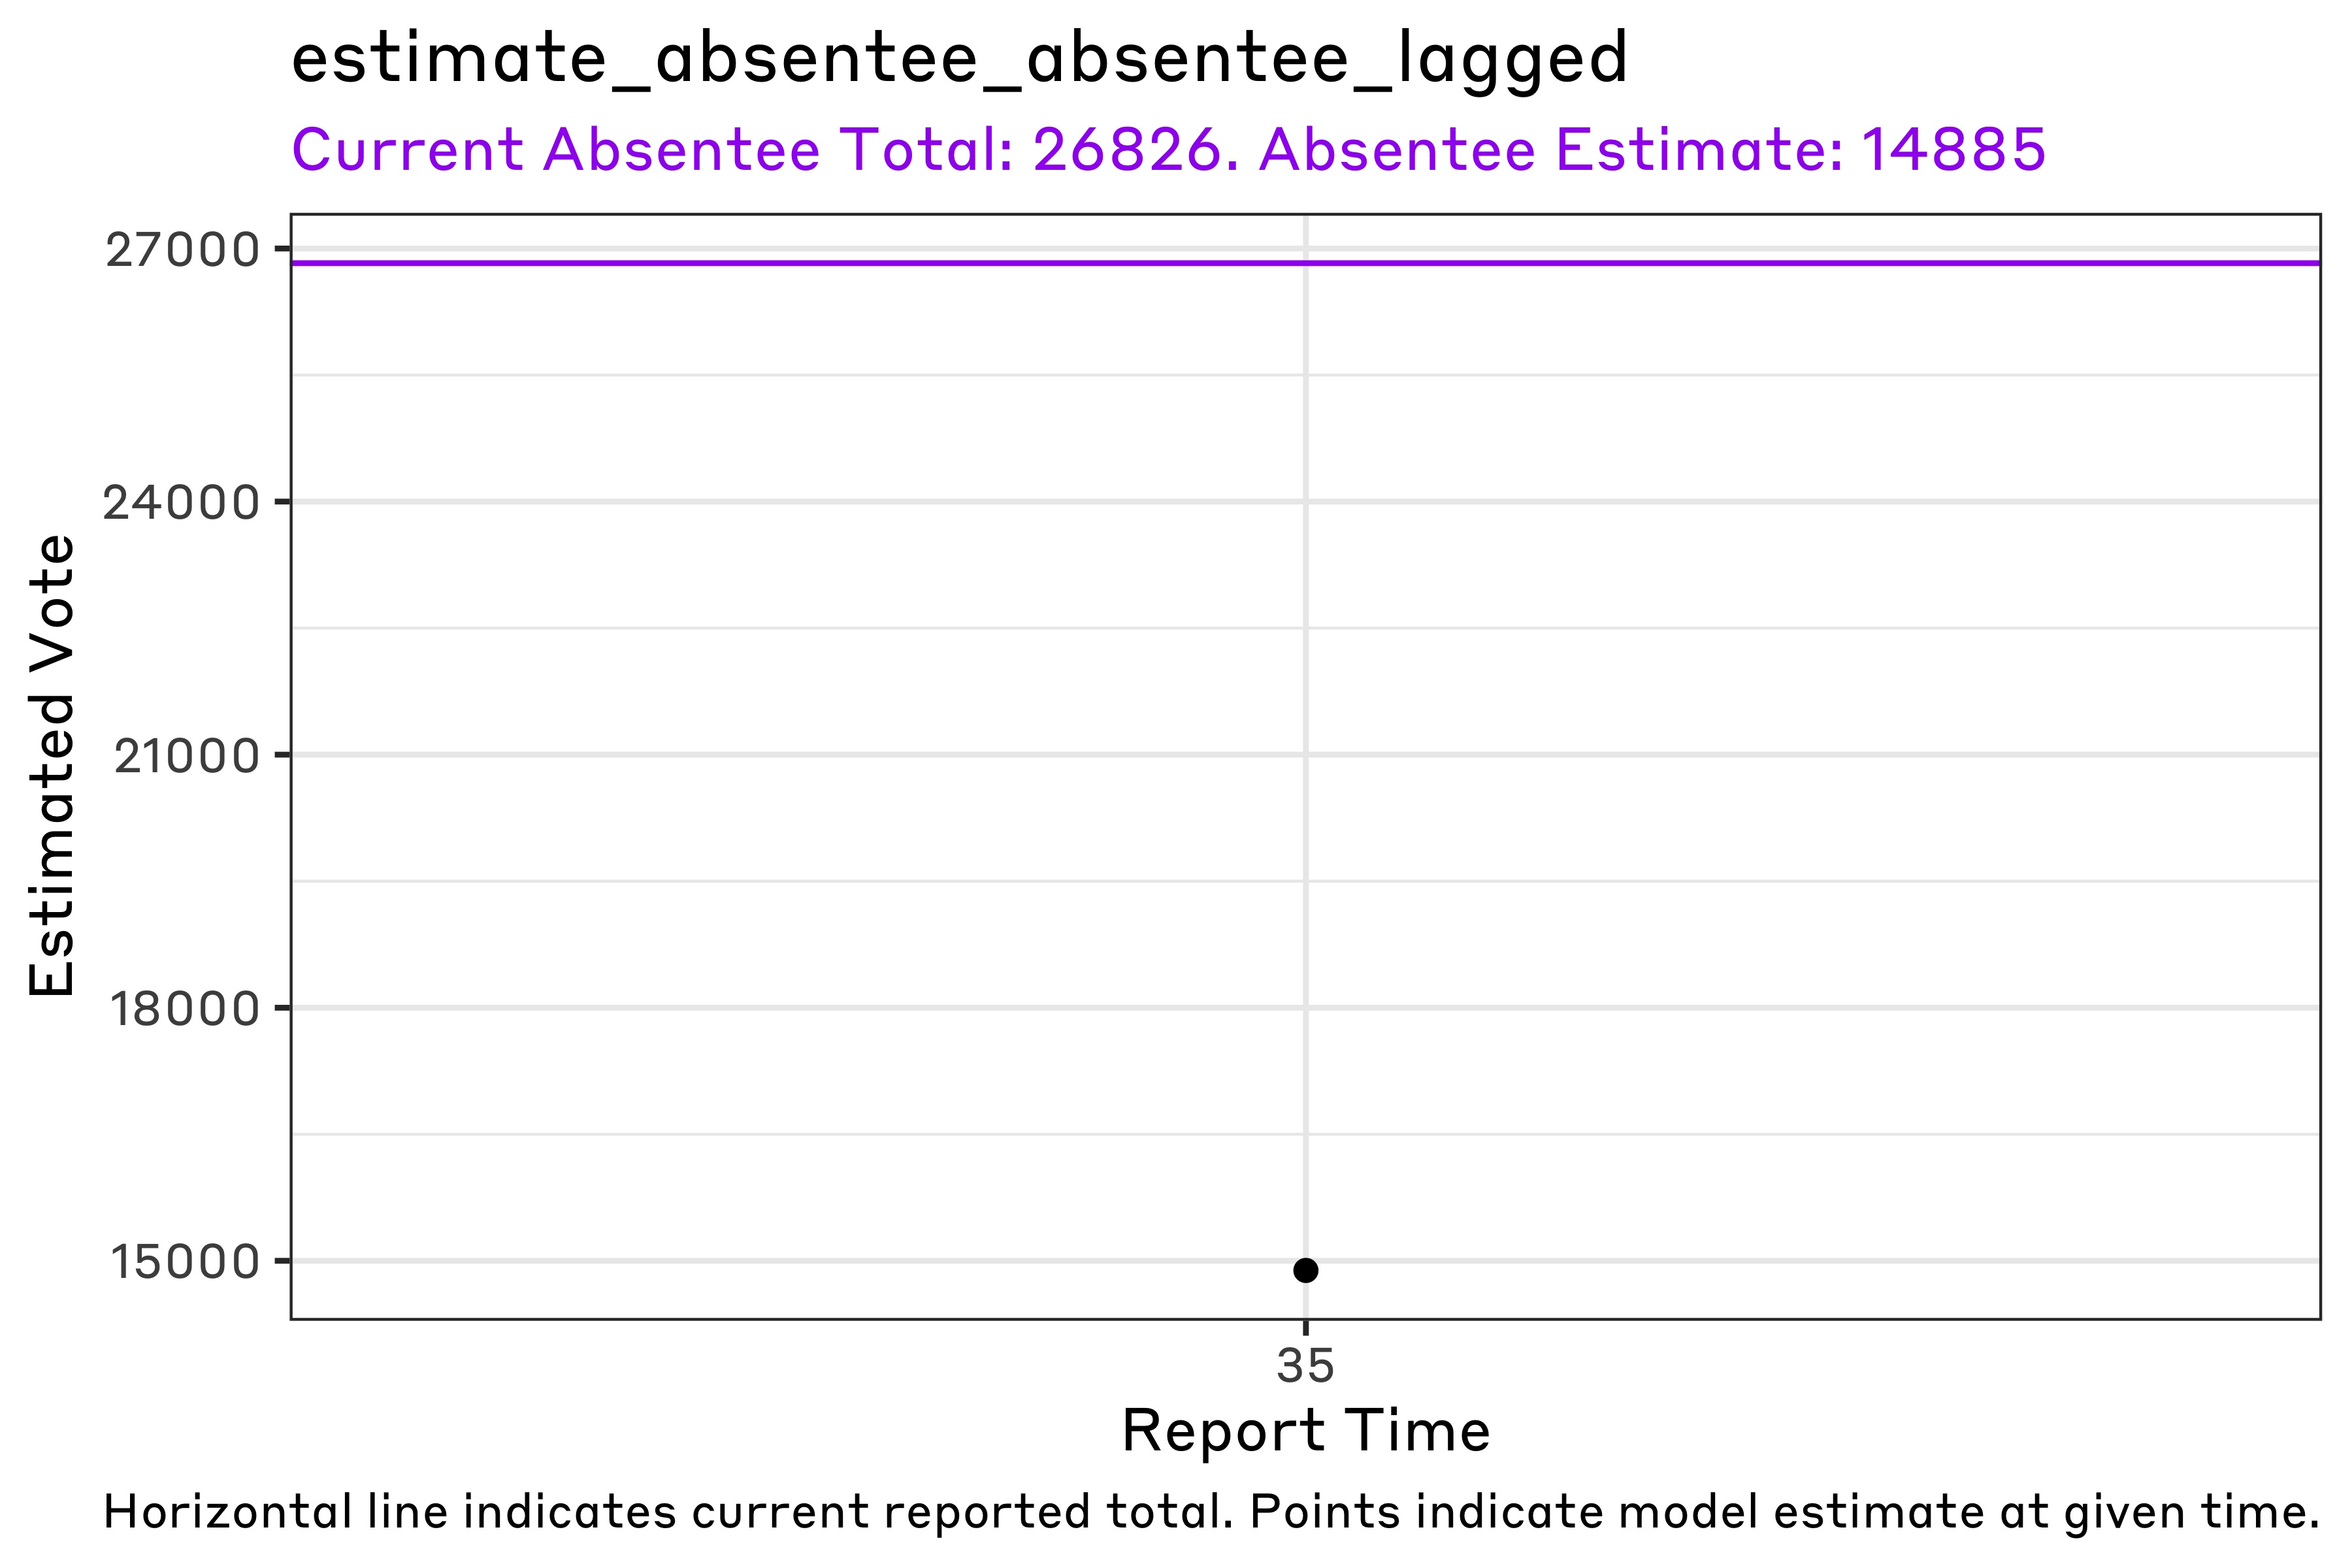 estimate_absentee_absentee_lagged
Current Absentee Total: 26826. Absentee Estimate: 14885
27000
24000
21000
18000
15000
Estimated Vote
35
Report Time
Horizontal line indicates current reported total. Points indicate model estimate at given time.